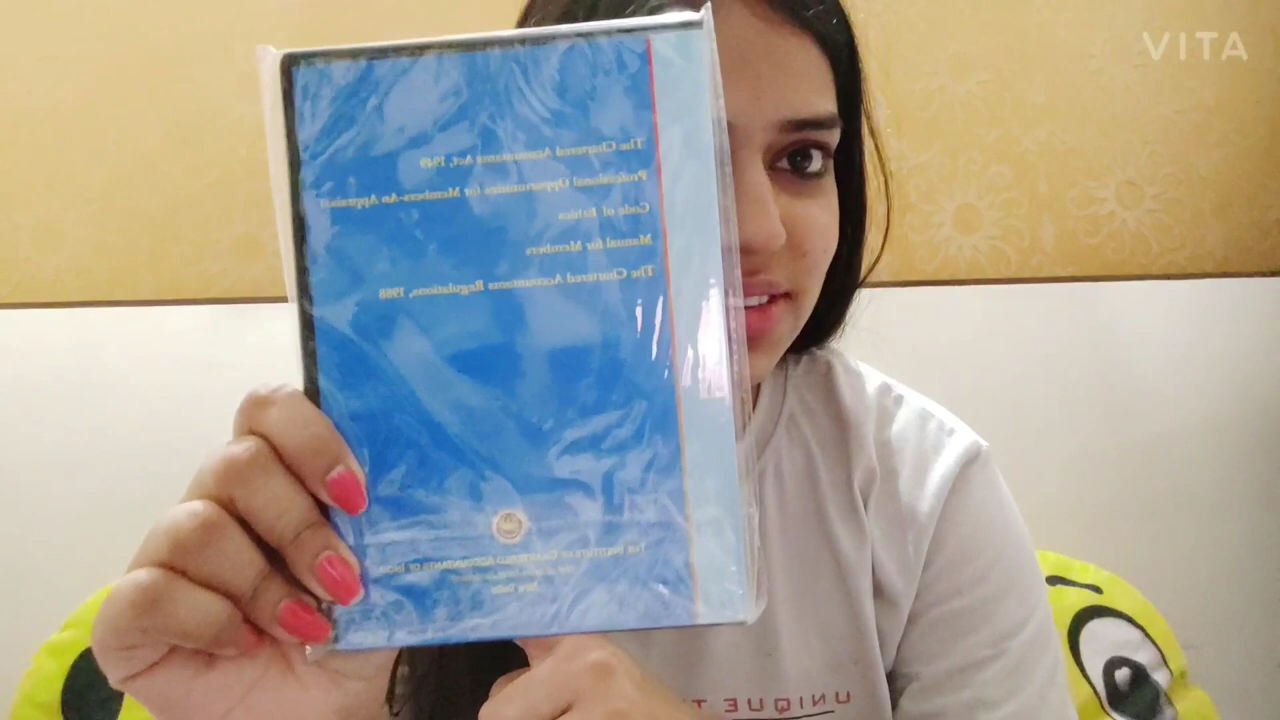 VITA
The Chartered Accountants Act, 1949
Professional Opportunities for Members-An Appraisal
Code of Ethics
Manual for Members
The Chartered Accountants Regulations, 1988
THE INSTITUTE OF CHARTERED ACCOUNTANTS OF INDIA
New Delhi
UNIQUE T